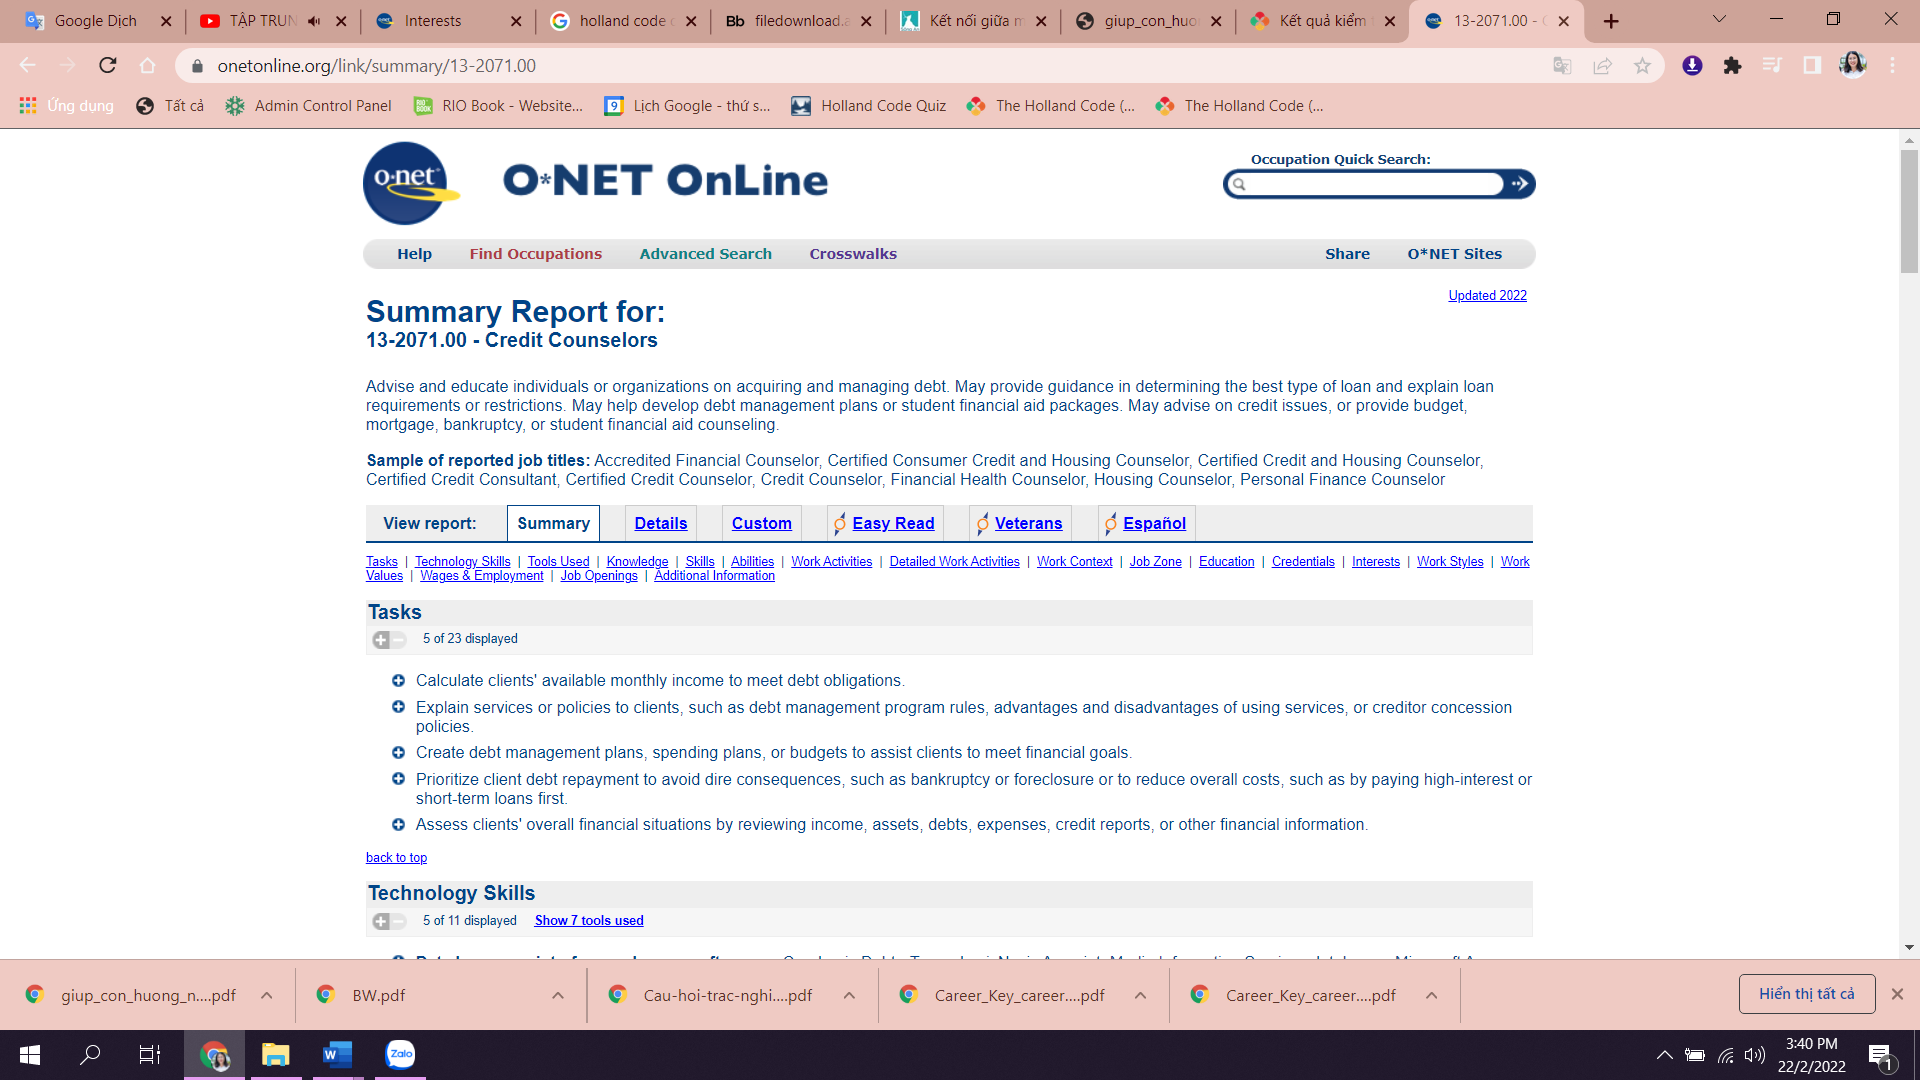 Google Dịch
TẬP TRUN
Interests
holland code
filedownload.a
Kết nối giữa m
giup_con_huo
Kết quả kiểm
13-2071.00 -
onetonline.org/link/summary/13-2071.00
Ứng dụng
Tất cả
Admin Control Panel
RIO Book - Website...
Lịch Google - thứ s...
Holland Code Quiz
The Holland Code (...
The Holland Code (...
o·net
O*NET OnLine
Occupation Quick Search:
Help
Find Occupations
Advanced Search
Crosswalks
Share
O*NET Sites
Updated 2022
Summary Report for:
13-2071.00 - Credit Counselors
Advise and educate individuals or organizations on acquiring and managing debt. May provide guidance in determining the best type of loan and explain loan
requirements or restrictions. May help develop debt management plans or student financial aid packages. May advise on credit issues, or provide budget,
mortgage, bankruptcy, or student financial aid counseling.
Sample of reported job titles: Accredited Financial Counselor, Certified Consumer Credit and Housing Counselor, Certified Credit and Housing Counselor,
Certified Credit Consultant, Certified Credit Counselor, Credit Counselor, Financial Health Counselor, Housing Counselor, Personal Finance Counselor
View report:
Summary
Details
Custom
Easy Read
Veterans
Español
Tasks | Technology Skills | Tools Used | Knowledge | Skills | Abilities | Work Activities | Detailed Work Activities | Work Context | Job Zone | Education | Credentials | Interests | Work Styles | Work
Values | Wages & Employment | Job Openings | Additional Information
Tasks
5 of 23 displayed
Calculate clients' available monthly income to meet debt obligations.
Explain services or policies to clients, such as debt management program rules, advantages and disadvantages of using services, or creditor concession
policies.
Create debt management plans, spending plans, or budgets to assist clients to meet financial goals.
Prioritize client debt repayment to avoid dire consequences, such as bankruptcy or foreclosure or to reduce overall costs, such as by paying high-interest or
short-term loans first.
Assess clients' overall financial situations by reviewing income, assets, debts, expenses, credit reports, or other financial information.
back to top
Technology Skills
5 of 11 displayed
Show 7 tools used
giup_con_huong_n....pdf
BW.pdf
Cau-hoi-trac-nghi....pdf
Career_Key_career....pdf
Career_Key_career....pdf
Hiển thị tất cả
Zalo
3:40 PM
22/2/2022
1